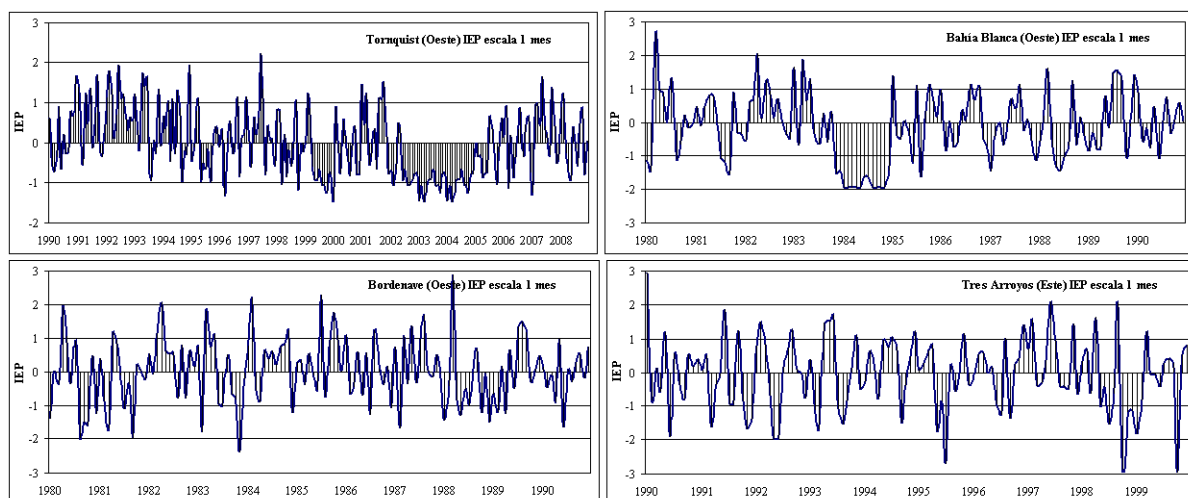 Tornquist (Oeste) IEP escala 1 mes
3
2
1
0
-1
-2
IEP
1990 1991 1992 1993 1994 1995 1996 1997 1998 1999 2000 2001 2002 2003 2004 2005 2006 2007 2008
Bahía Blanca (Oeste) IEP escala 1 mes
3
2
1
0
-1
-2
-3
IEP
1980 1981 1982 1983 1984 1985 1986 1987 1988 1989 1990
Bordenave (Oeste) IEP escala 1 mes
3
2
1
0
-1
-2
-3
IEP
1980 1981 1982 1983 1984 1985 1986 1987 1988 1989 1990
Tres Arroyos (Este) IEP escala 1 mes
3
2
1
0
-1
-2
-3
IEP
1990 1991 1992 1993 1994 1995 1996 1997 1998 1999